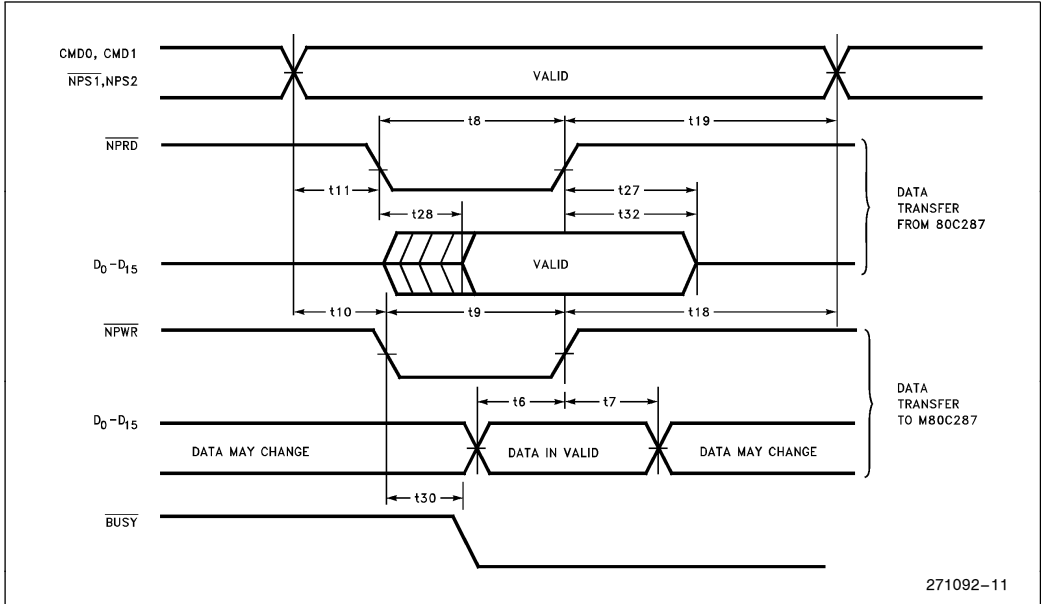 CMD0, CMD1
NPS1,NPS2
VALID
t8
t19
NPRD
t11
t27
t28
t32
DATA
TRANSFER
FROM 80C287
D0-D15
VALID
t10
t9
t18
NPWR
t6
t7
DATA
TRANSFER
TO M80C287
D0-D15
DATA MAY CHANGE
DATA IN VALID
DATA MAY CHANGE
t30
BUSY
271092-11